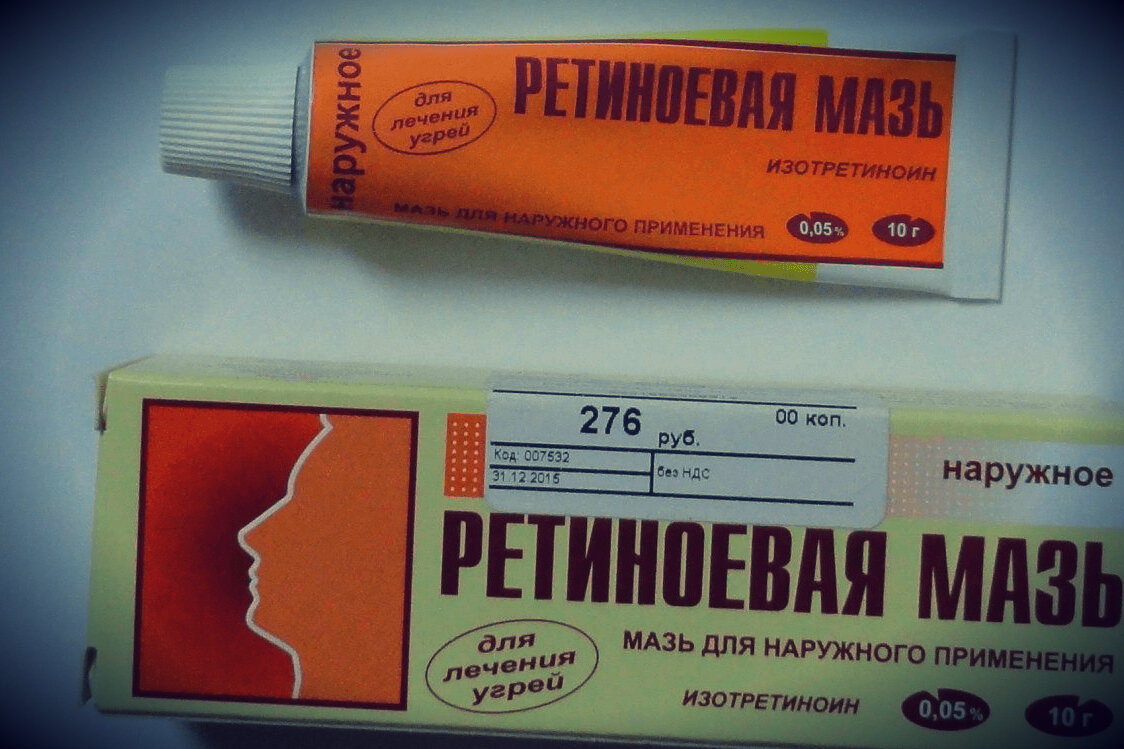 наружное
для
лечения
угрей
РЕТИНОЕВАЯ МАЗЬ
ИЗОТРЕТИНОИН
МАЗЬ ДЛЯ НАРУЖНОГО ПРИМЕНЕНИЯ 0,05% 10 г
276 руб. 00 коп.
Код: 007532
31.12.2015
без НДС
наружное
РЕТИНОЕВАЯ МАЗЬ
для
лечения
угрей
МАЗЬ ДЛЯ НАРУЖНОГО ПРИМЕНЕНИЯ
ИЗОТРЕТИНОИН 0,05% 10 г